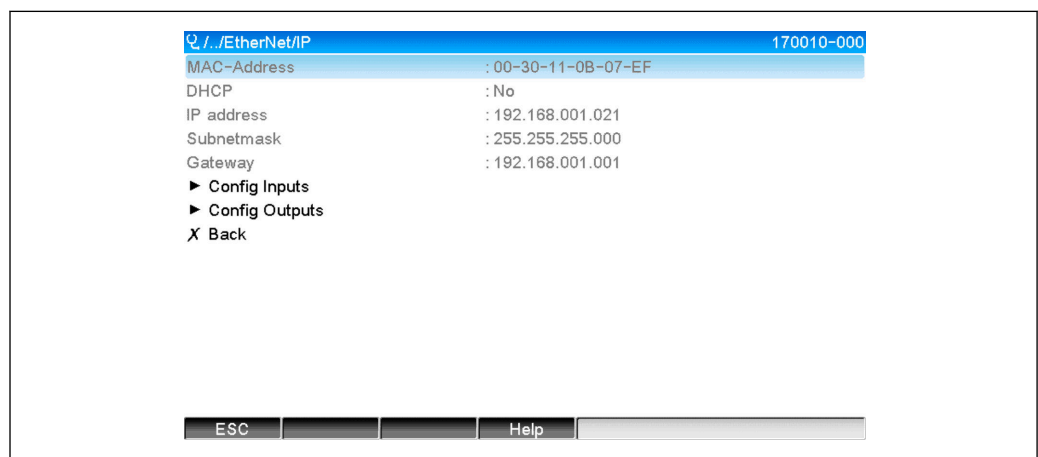 /../EtherNet/IP 170010-000
MAC-Address : 00-30-11-0B-07-EF
DHCP : No
IP address : 192.168.001.021
Subnetmask : 255.255.255.000
Gateway : 192.168.001.001
► Config Inputs
► Config Outputs
X Back
ESC Help